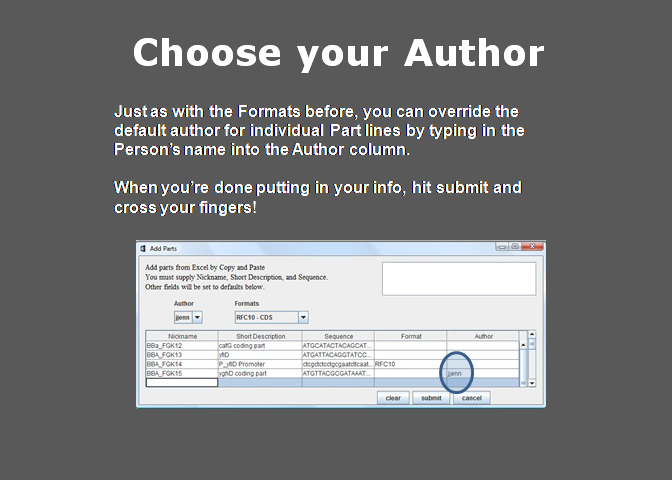 Choose your Author
Just as with the Formats before, you can override the
default author for individual Part lines by typing in the
Person's name into the Author column.
When you're done putting in your info, hit submit and
cross your fingers!
Add Parts
Add parts from Excel by Copy and Paste
You must supply Nickname, Short Description, and Sequence.
Other fields will be set to defaults below.
Author Formats
jjenn RFC10 - CDS
Nickname Short Description Sequence Format Author
BBa_FGK12 cafG coding part ATGCATACTACAGCAT...
BBA_FGK13 yfID ATGATTACAGGTATCC...
BBA_FGK14 P_yfID Promoter ctcgctctcctgcgaatcttcaat... RFC10
BBA_FGK15 yghD coding part ATGTTACGCGATAAAT... jjenn
clear submit cancel